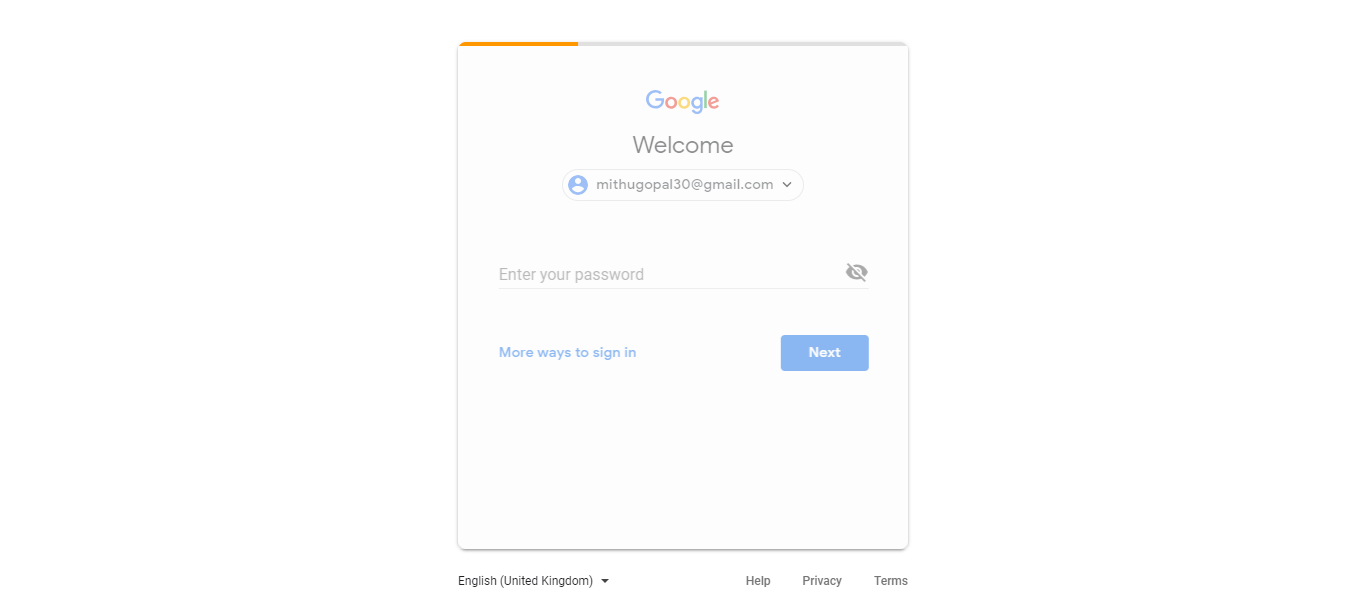 Google
Welcome
mithugopal30@gmail.com
Enter your password
More ways to sign in
Next
English (United Kingdom)
Help
Privacy
Terms